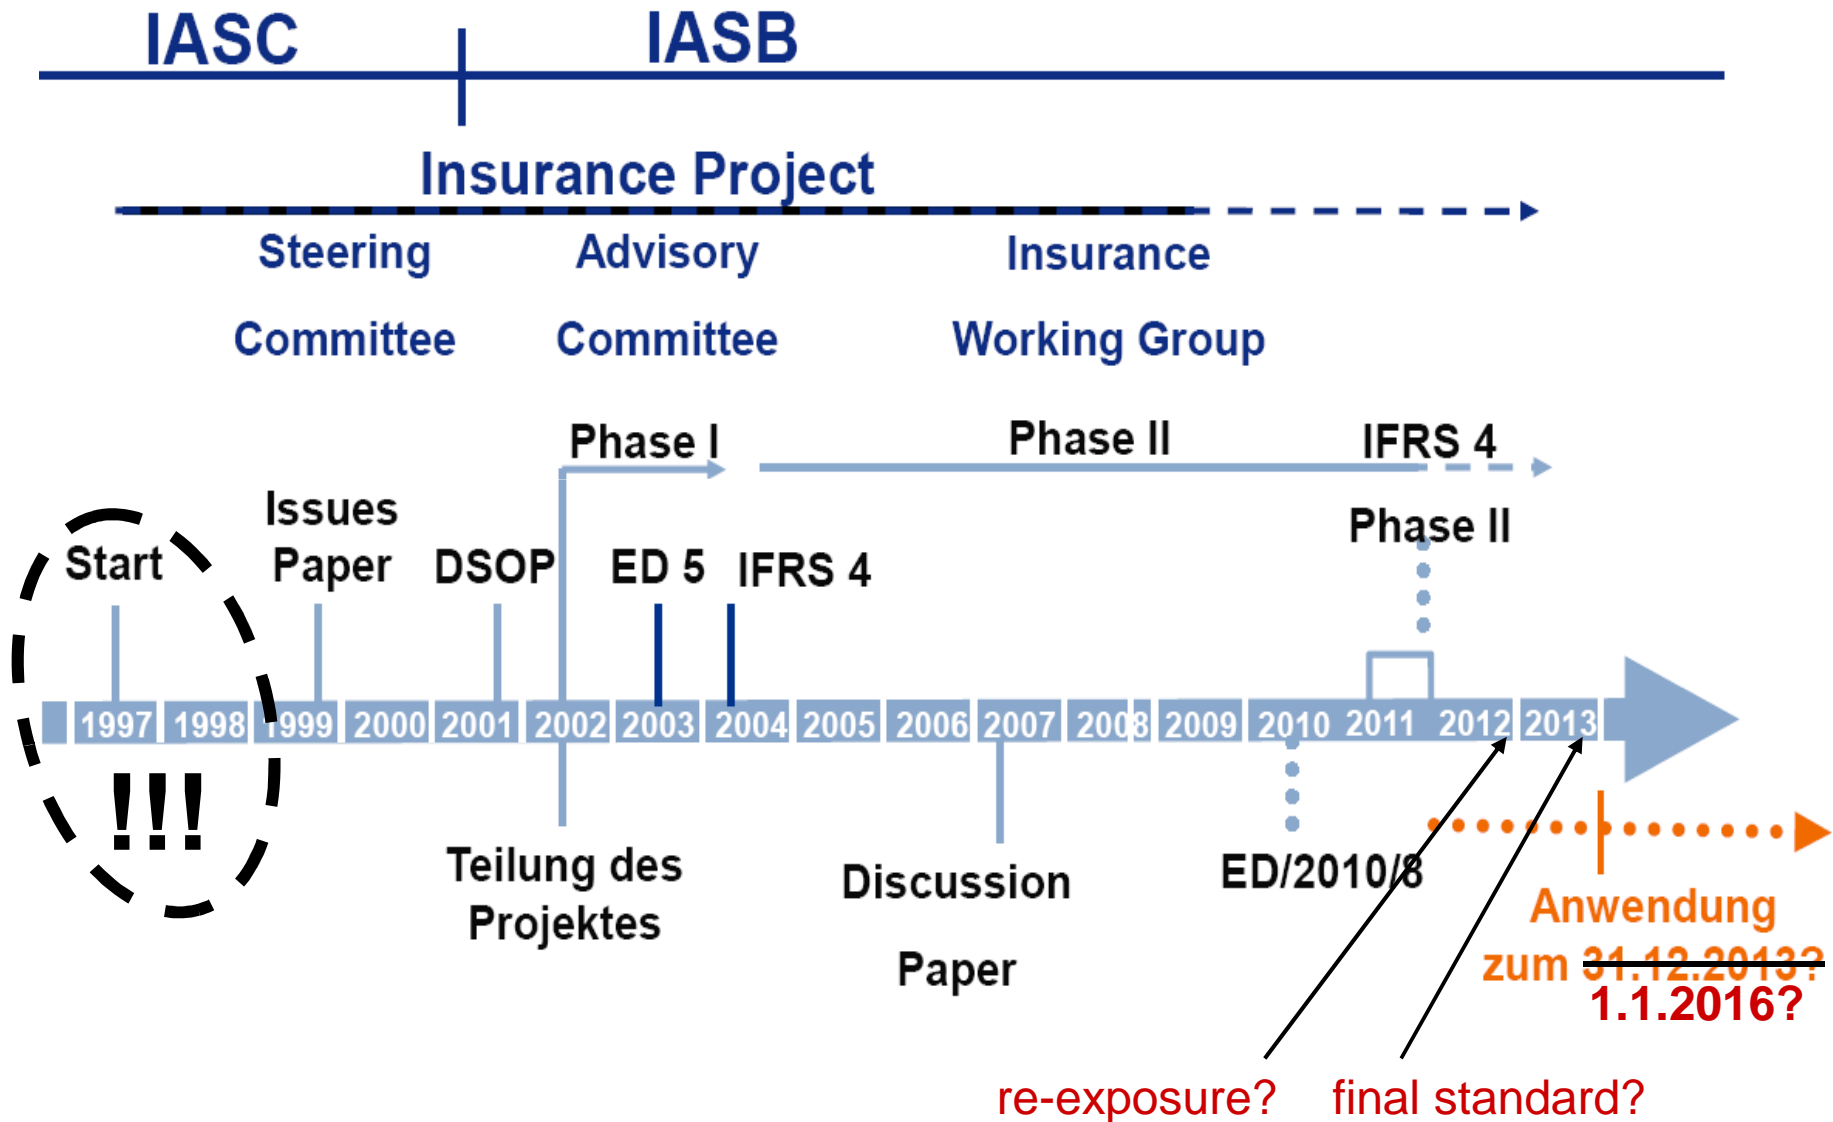 IASC IASB
Insurance Project
Steering Advisory Insurance
Committee Committee Working Group
Phase I Phase II IFRS 4
Phase II
Issues
Start Paper DSOP ED 5 IFRS 4
1997 1998 1999 2000 2001 2002 2003 2004 2005 2006 2007 2008 2009 2010 2011 2012 2013
!!!
Teilung des
Projektes
Discussion
Paper
ED/2010/8
Anwendung
zum 31.12.2013?
1.1.2016?
re-exposure? final standard?